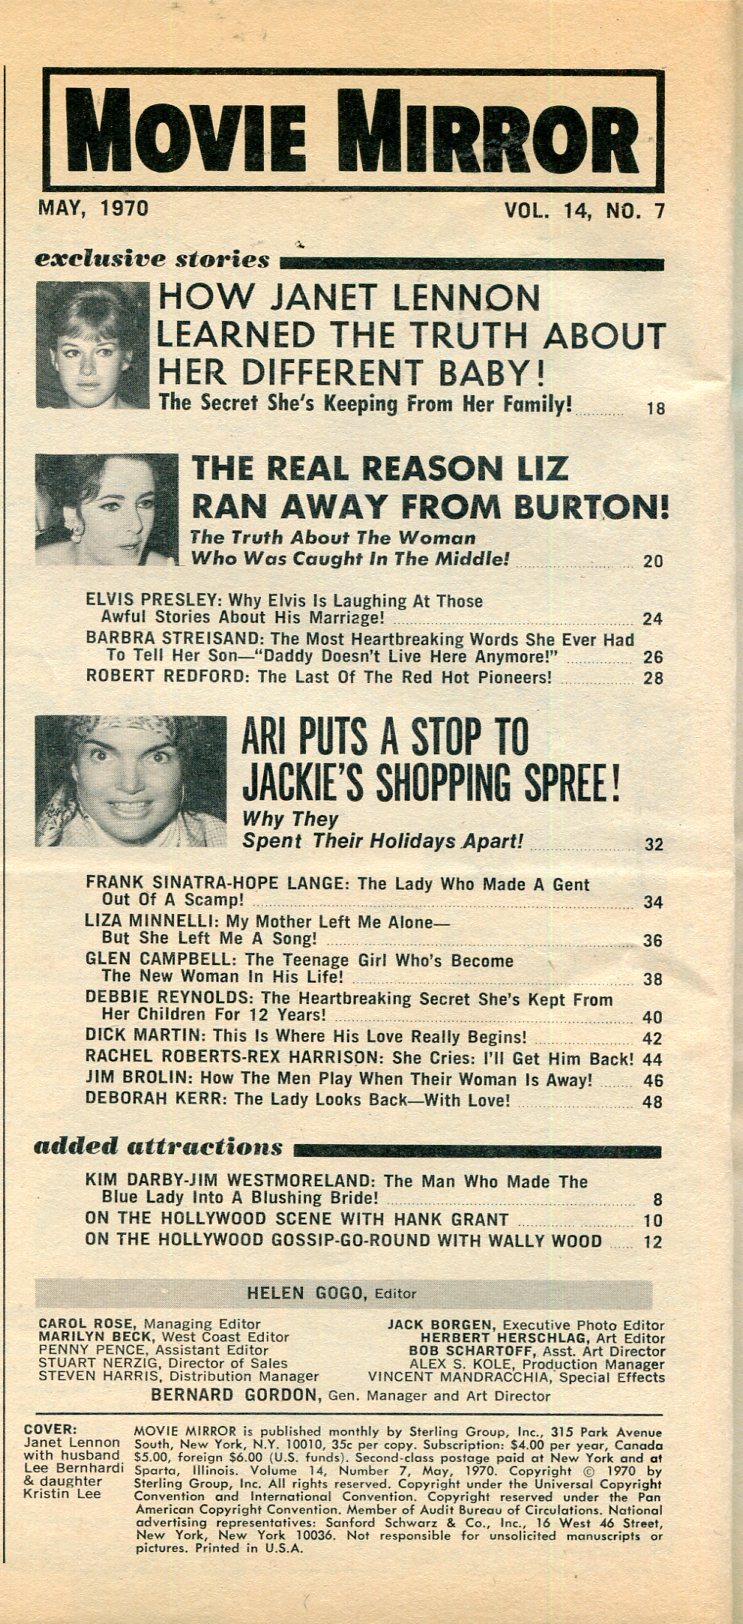 MOVIE MIRROR
MAY, 1970 VOL. 14, NO. 7
exclusive stories
HOW JANET LENNON
LEARNED THE TRUTH ABOUT
HER DIFFERENT BABY!
The Secret She's Keeping From Her Family! 18
THE REAL REASON LIZ
RAN AWAY FROM BURTON!
The Truth About The Woman
Who Was Caught In The Middle! 20
ELVIS PRESLEY: Why Elvis Is Laughing At Those
Awful Stories About His Marriage! 24
BARBRA STREISAND: The Most Heartbreaking Words She Ever Had
To Tell Her Son—"Daddy Doesn't Live Here Anymore!" 26
ROBERT REDFORD: The Last Of The Red Hot Pioneers! 28
ARI PUTS A STOP TO
JACKIE'S SHOPPING SPREE!
Why They
Spent Their Holidays Apart! 32
FRANK SINATRA-HOPE LANGE: The Lady Who Made A Gent
Out Of A Scamp! 34
LIZA MINNELLI: My Mother Left Me Alone—
But She Left Me A Song! 36
GLEN CAMPBELL: The Teenage Girl Who's Become
The New Woman In His Life! 38
DEBBIE REYNOLDS: The Heartbreaking Secret She's Kept From
Her Children For 12 Years! 40
DICK MARTIN: This Is Where His Love Really Begins! 42
RACHEL ROBERTS-REX HARRISON: She Cries: I'll Get Him Back! 44
JIM BROLIN: How The Men Play When Their Woman Is Away! 46
DEBORAH KERR: The Lady Looks Back—With Love! 48
added attractions
KIM DARBY-JIM WESTMORELAND: The Man Who Made The
Blue Lady Into A Blushing Bride! 8
ON THE HOLLYWOOD SCENE WITH HANK GRANT 10
ON THE HOLLYWOOD GOSSIP-GO-ROUND WITH WALLY WOOD 12
HELEN GOGO, Editor
CAROL ROSE, Managing Editor
MARILYN BECK, West Coast Editor
PENNY PENCE, Assistant Editor
STUART NERZIG, Director of Sales
STEVEN HARRIS, Distribution Manager
JACK BORGEN, Executive Photo Editor
HERBERT HERSCHLAG, Art Editor
BOB SCHARTOFF, Asst. Art Director
ALEX S. KOLE, Production Manager
VINCENT MANDRACCHIA, Special Effects
BERNARD GORDON, Gen. Manager and Art Director
COVER:
Janet Lennon
with husband
Lee Bernhardi
& daughter
Kristin Lee
MOVIE MIRROR is published monthly by Sterling Group, Inc., 315 Park Avenue
South, New York, N.Y. 10010, 35c per copy. Subscription: $4.00 per year, Canada
$5.00, foreign $6.00 (U.S. funds). Second-class postage paid at New York and at
Sparta, Illinois. Volume 14, Number 7, May, 1970. Copyright © 1970 by
Sterling Group, Inc. All rights reserved. Copyright under the Universal Copyright
Convention and International Convention. Copyright reserved under the Pan
American Copyright Convention. Member of Audit Bureau of Circulations. National
advertising representatives: Sanford Schwarz & Co., Inc., 16 West 46 Street,
New York, New York 10036. Not responsible for unsolicited manuscripts or
pictures. Printed in U.S.A.